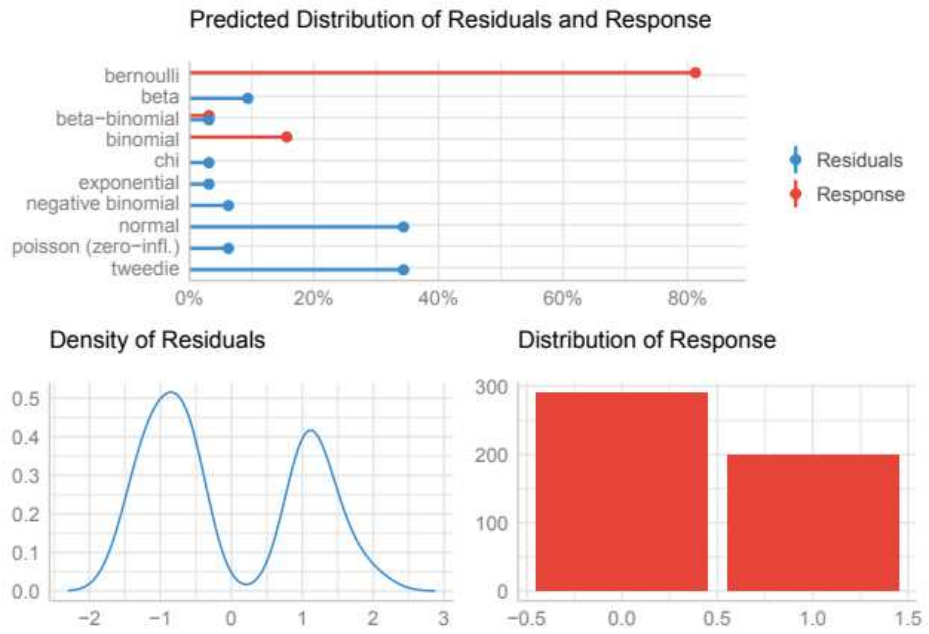 Predicted Distribution of Residuals and Response
bernoulli
beta
beta−binomial
binomial
chi
exponential
negative binomial
normal
poisson (zero−infl.)
tweedie
0% 20% 40% 60% 80%
Residuals
Response
Density of Residuals
0.5
0.4
0.3
0.2
0.1
0.0
−2 −1 0 1 2 3
Distribution of Response
300
200
100
0
−0.5 0.0 0.5 1.0 1.5